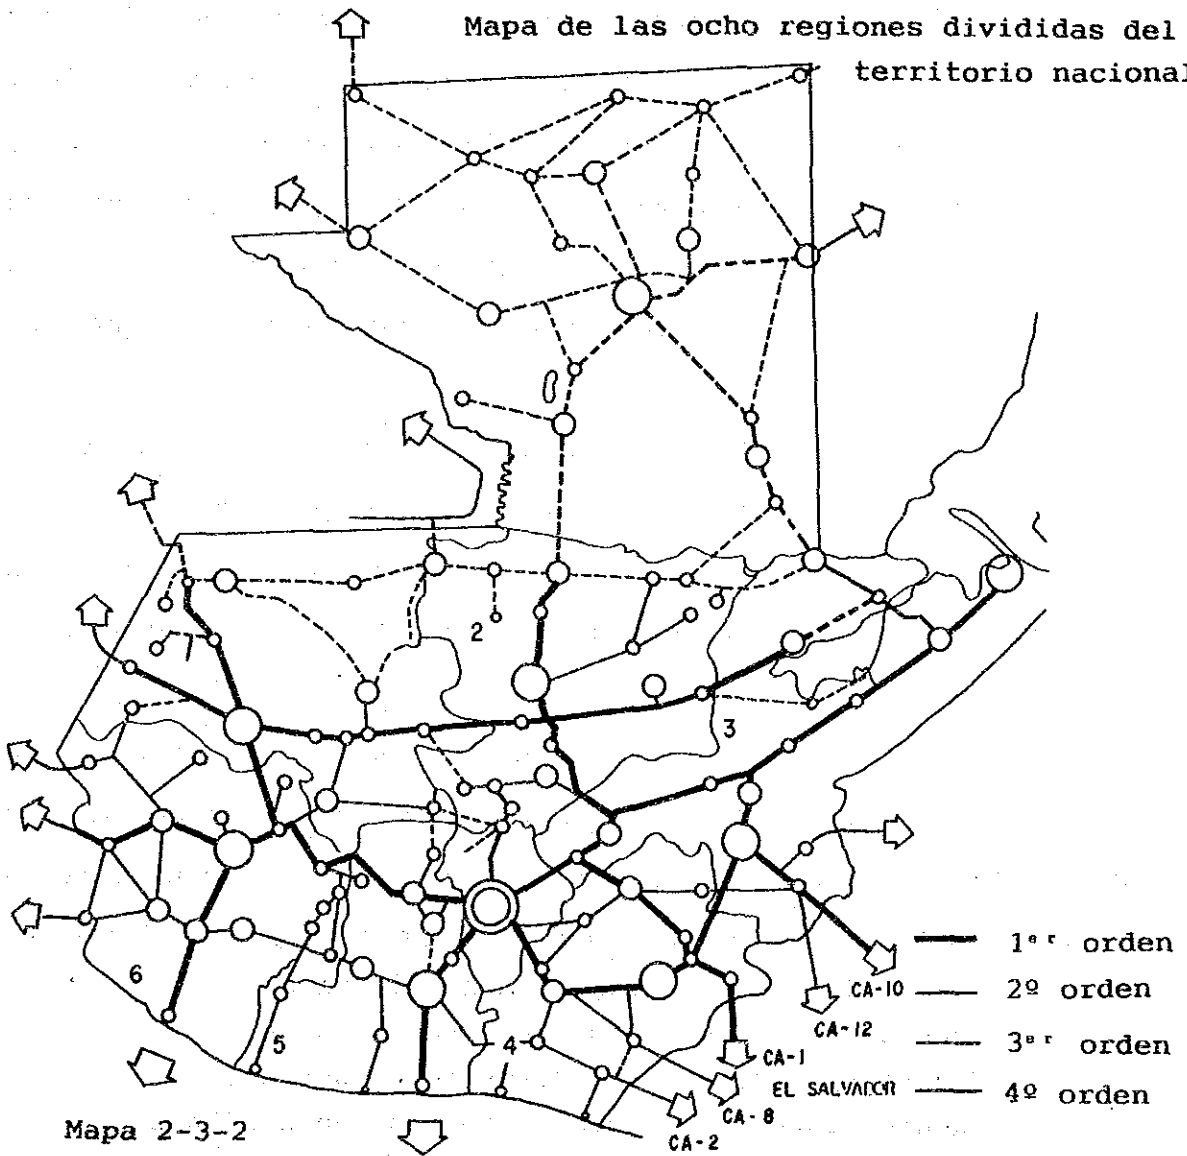 Mapa de las ocho regiones divididas del
territorio nacional
2
3
1
6
5
4
1er orden
CA-10
2º orden
CA-12
3er orden
CA-1
EL SALVADOR
4º orden
CA-8
CA-2
Mapa 2-3-2